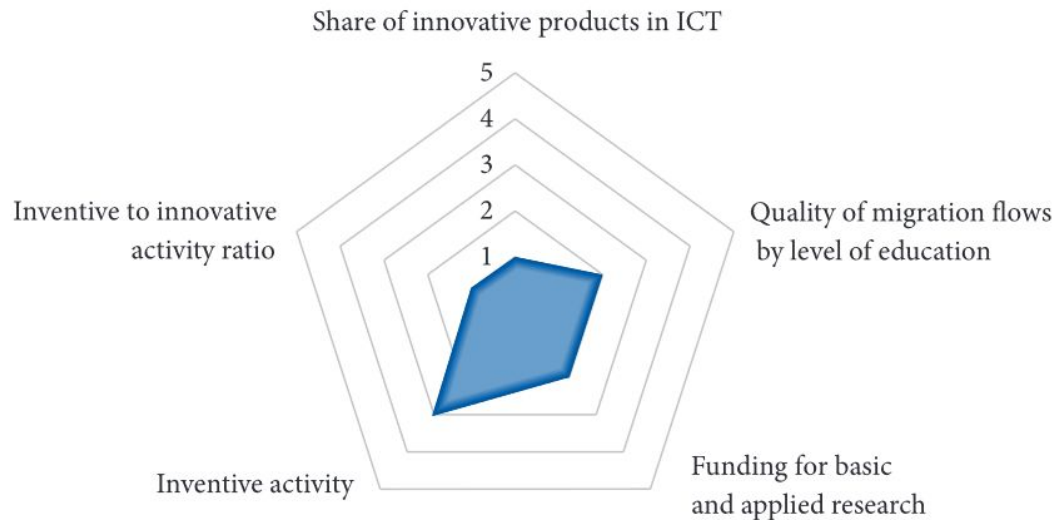 Share of innovative products in ICT
5
4
3
2
1
Quality of migration flows
by level of education
Funding for basic
and applied research
Inventive activity
Inventive to innovative
activity ratio